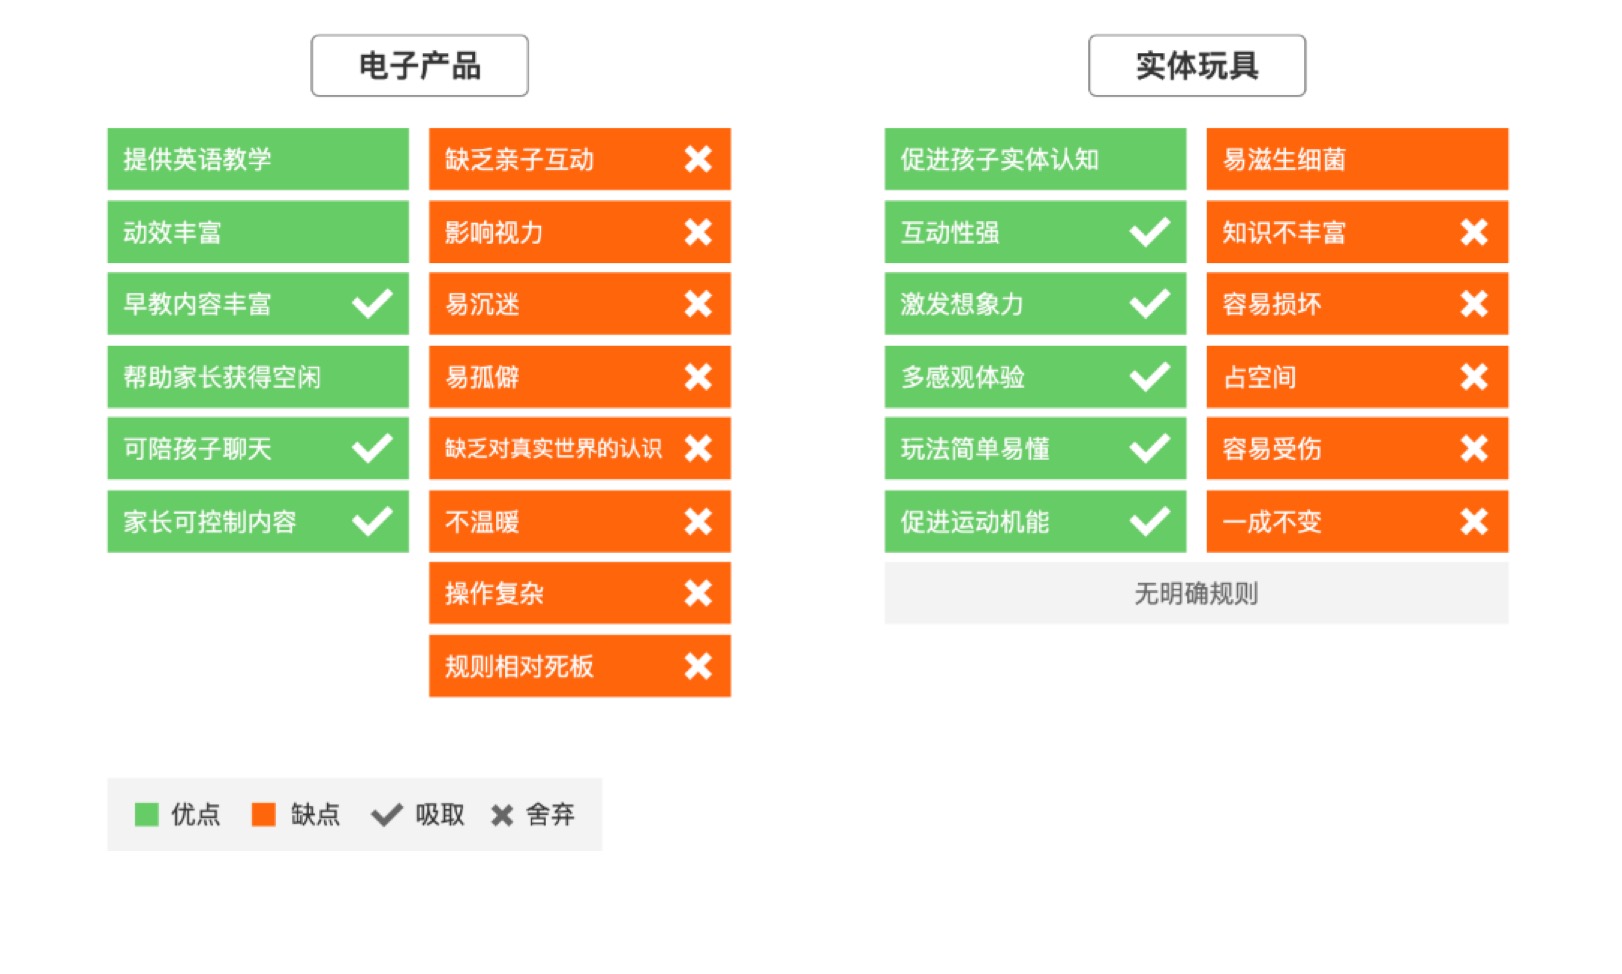 电子产品
实体玩具
提供英语教学
缺乏亲子互动
促进孩子实体认知
易滋生细菌
动效丰富
影响视力
互动性强
知识不丰富
早教内容丰富
易沉迷
激发想象力
容易损坏
帮助家长获得空闲
易孤僻
多感观体验
占空间
可陪孩子聊天
缺乏对真实世界的认识
玩法简单易懂
容易受伤
家长可控制内容
不温暖
促进运动机能
一成不变
操作复杂
无明确规则
规则相对死板
优点 缺点 吸取 舍弃